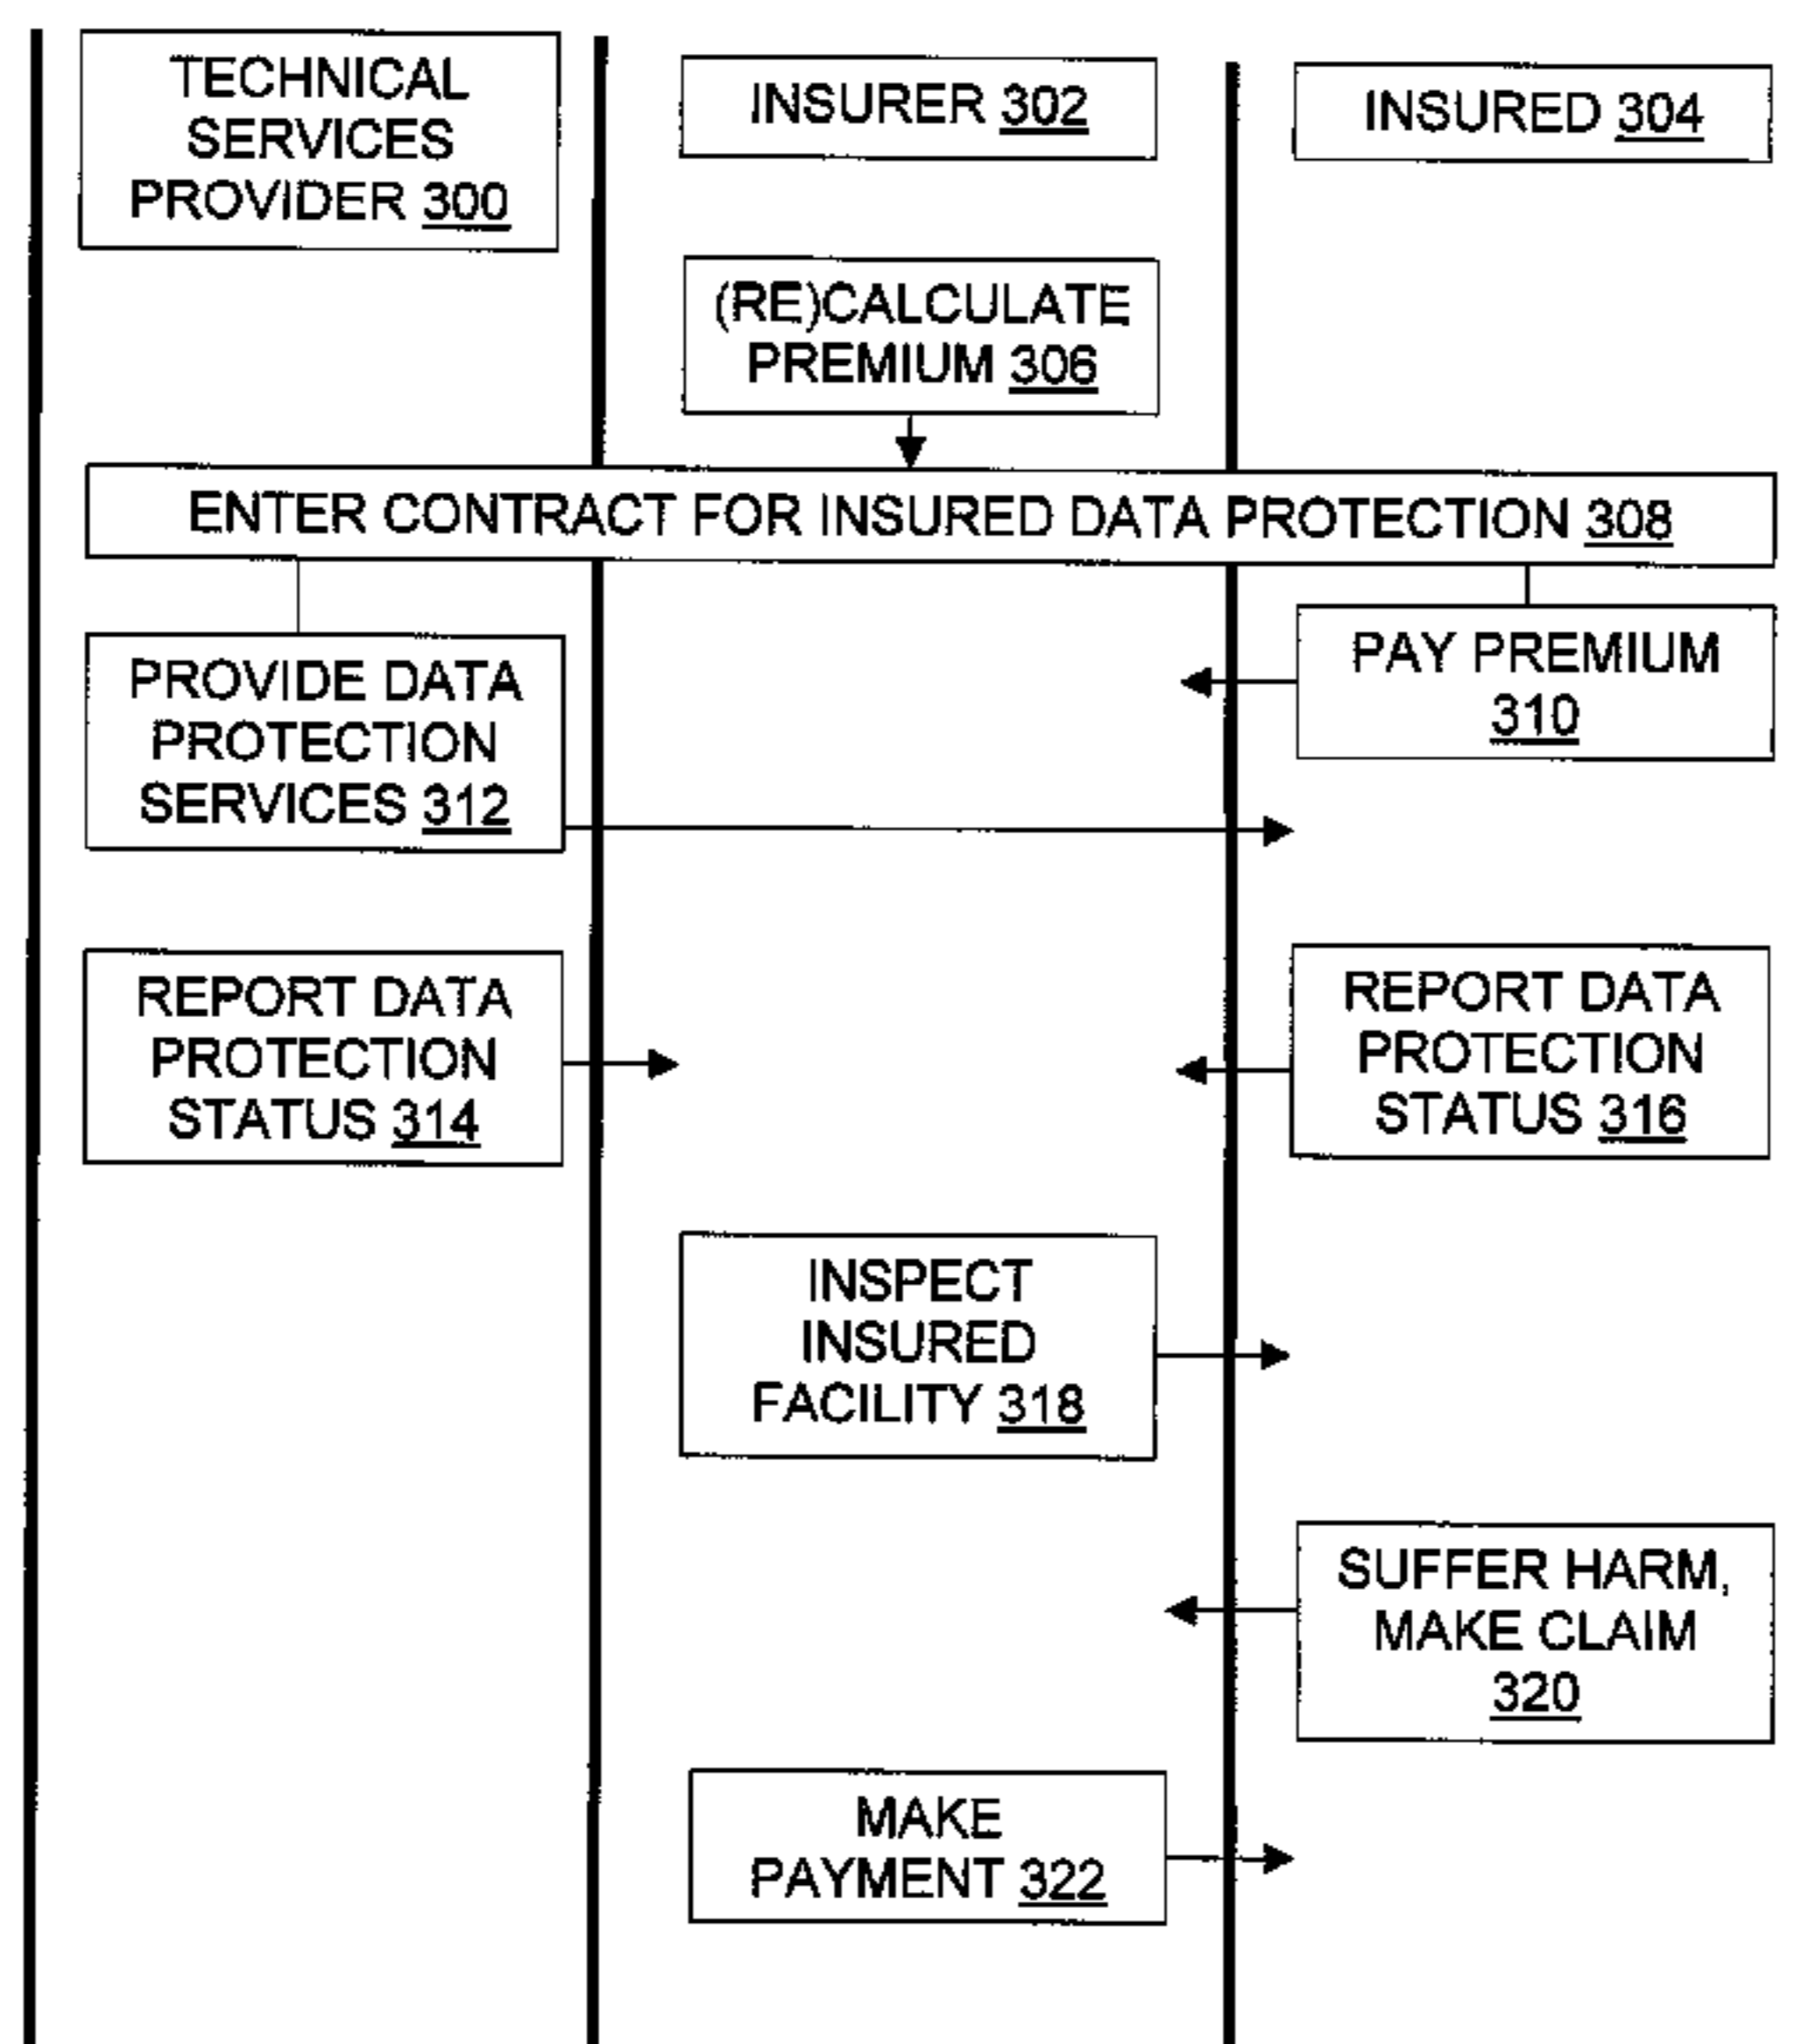 TECHNICAL
SERVICES
PROVIDER 300
INSURER 302
INSURED 304
(RE)CALCULATE
PREMIUM 306
ENTER CONTRACT FOR INSURED DATA PROTECTION 308
PROVIDE DATA
PROTECTION
SERVICES 312
PAY PREMIUM
310
REPORT DATA
PROTECTION
STATUS 314
REPORT DATA
PROTECTION
STATUS 316
INSPECT
INSURED
FACILITY 318
SUFFER HARM,
MAKE CLAIM
320
MAKE
PAYMENT 322